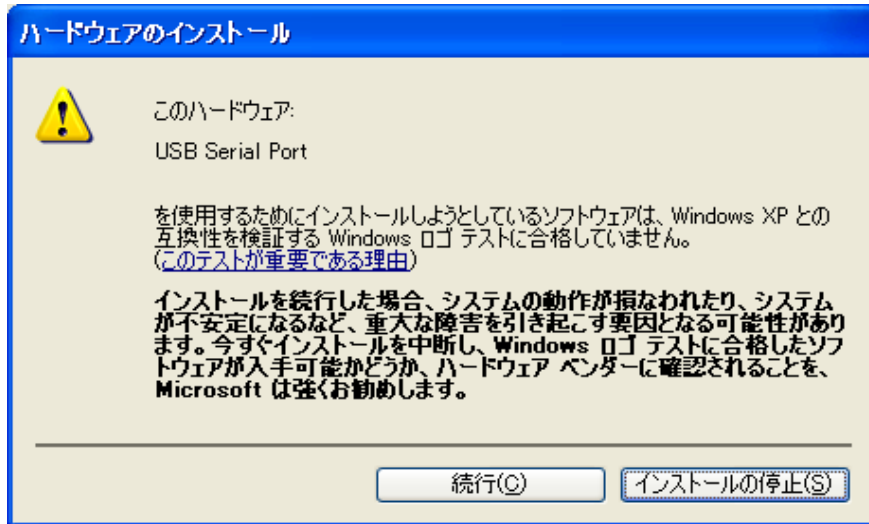 ハードウェアのインストール
このハードウェア:
USB Serial Port
を使用するためにインストールしようとしているソフトウェアは、Windows XP との
互換性を検証する Windows ロゴ テストに合格していません。
(このテストが重要である理由)
インストールを続行した場合、システムの動作が損なわれたり、システム
が不安定になるなど、重大な障害を引き起こす要因となる可能性があり
ます。今すぐインストールを中断し、Windows ロゴ テストに合格したソフ
トウェアが入手可能かどうか、ハードウェア ベンダーに確認されることを、
Microsoft は強くお勧めします。
続行(C)
インストールの停止(S)